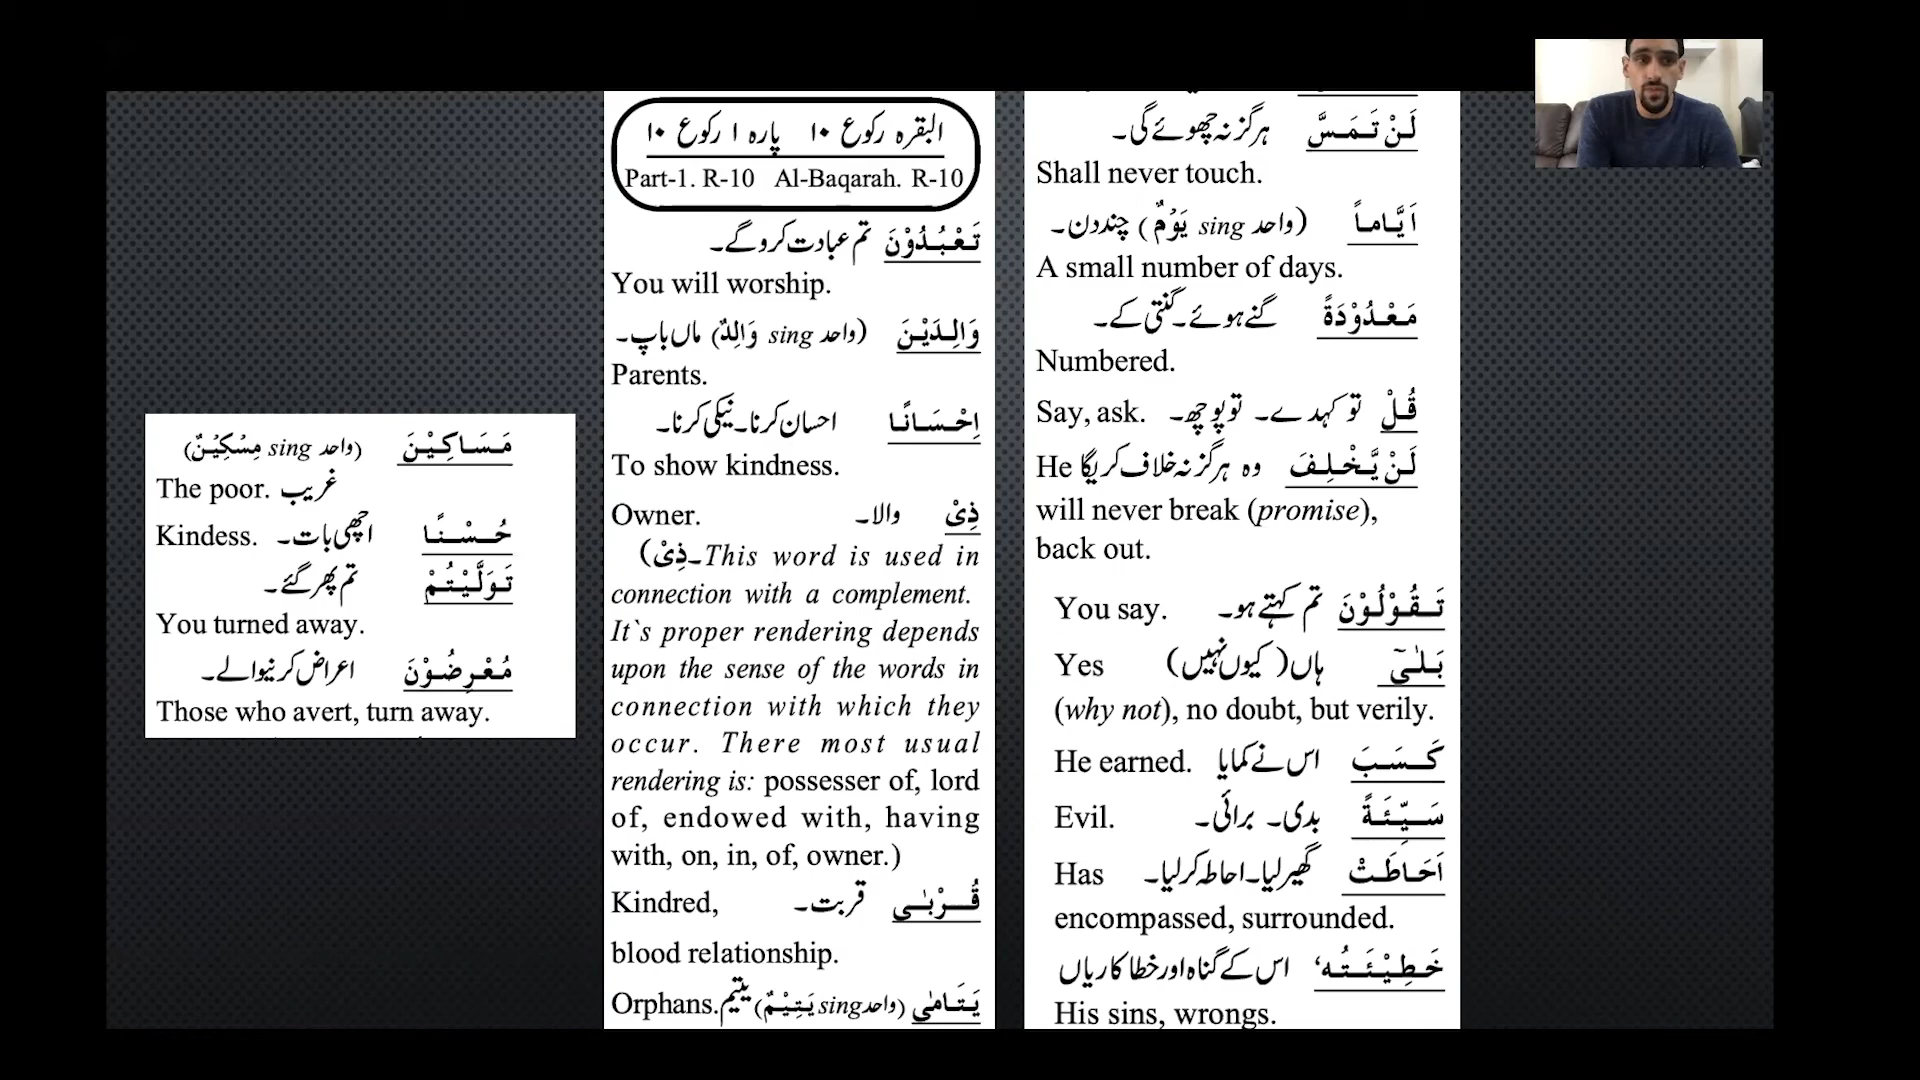 البقرہ رکوع ۱۰ پارہ ۱ رکوع ۱۰
Part-1. R-10 Al-Baqarah. R-10
تَعْبُدُوْنَ تم عبادت کرو گے۔
You will worship.
وَالِدَيْنَ (واحد sing وَالِدٌ) ماں باپ۔
Parents.
اِحْسَانًا احسان کرنا۔ نیکی کرنا۔
To show kindness.
Owner. ذِیْ والا۔
(ذِیْ۔This word is used in
connection with a complement.
It`s proper rendering depends
upon the sense of the words in
connection with which they
occur. There most usual
rendering is: possesser of, lord
of, endowed with, having
with, on, in, of, owner.)
Kindred, قُرْبٰى قربت۔
blood relationship.
Orphans. يَتَامٰى (واحد sing يَتِيْمٌ) یتیم
مَسَاكِيْنَ (واحد sing مِسْكِيْنٌ)
The poor. غریب
Kindess. حُسْنًا اچھی بات۔
تَوَلَّيْتُمْ تم پھر گئے۔
You turned away.
مُعْرِضُوْنَ اعراض کرنیوالے۔
Those who avert, turn away.
لَنْ تَمَسَّ ہرگز نہ چھوئے گی۔
Shall never touch.
اَيَّاماً (واحد sing يَوْمٌ) چند دن۔
A small number of days.
مَعْدُوْدَةً گنے ہوئے۔ گنتی کے۔
Numbered.
Say, ask. قُلْ تو کہدے۔ تو پوچھ۔
He لَنْ يَّخْلِفَ وہ ہرگز نہ خلاف کریگا
will never break (promise),
back out.
You say. تَقُوْلُوْنَ تم کہتے ہو۔
Yes بَلٰىٓ ہاں (کیوں نہیں)
(why not), no doubt, but verily.
He earned. كَسَبَ اس نے کمایا
Evil. سَيِّئَةً بدی۔ برائی۔
Has اَحَاطَتْ گھیر لیا۔ احاطہ کر لیا۔
encompassed, surrounded.
خَطِيْئَتُه‘ اس کے گناہ اور خطا کاریاں
His sins, wrongs.